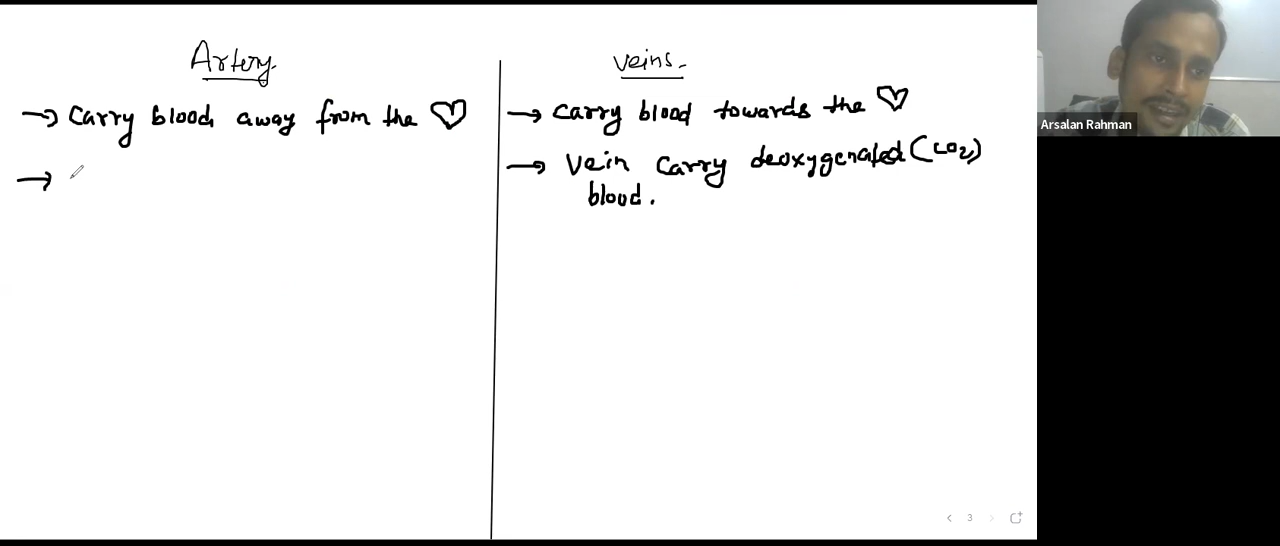 Artery.
→ Carry blood away from the ♡
→
Veins.
→ Carry blood towards the ♡
→ Vein carry deoxygenated (CO2)
blood.
Arsalan Rahman
< 3 >